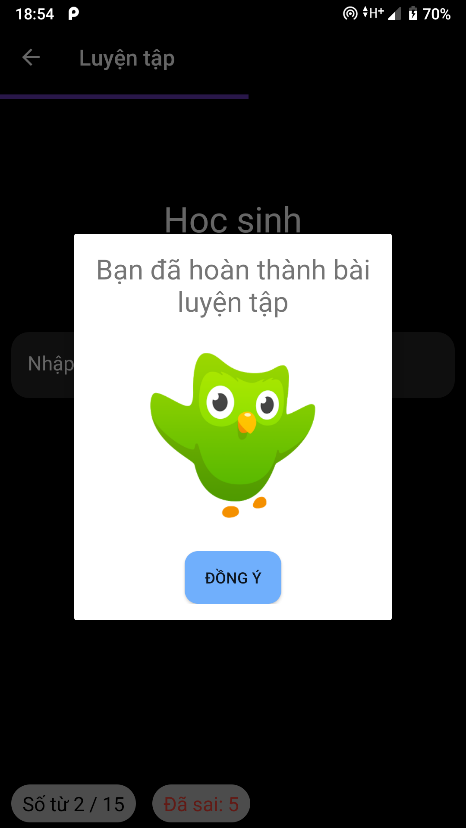 18:54 H+ 70%
Luyện tập
Học sinh
Bạn đã hoàn thành bài
luyện tập
Nhập
ĐỒNG Ý
Số từ 2 / 15 Đã sai: 5